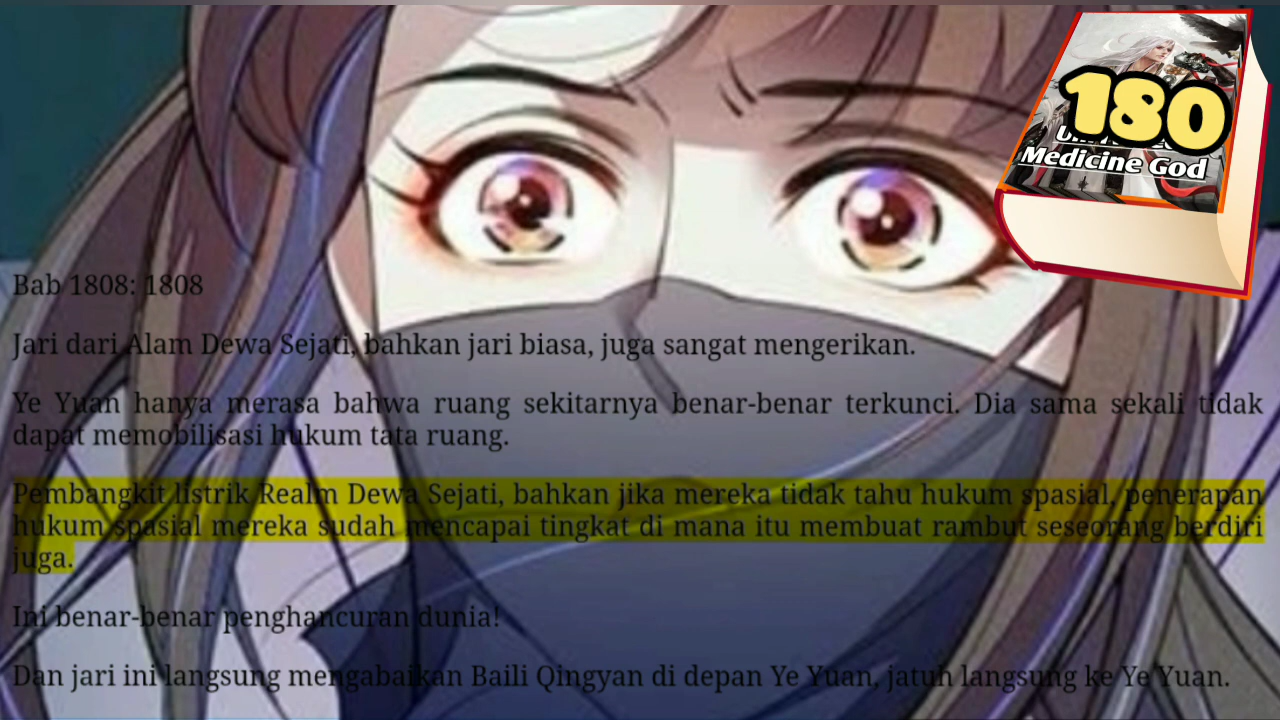 180
Medicine God
Bab 1808: 1808
Jari dari Alam Dewa Sejati, bahkan jari biasa, juga sangat mengerikan.
Ye Yuan hanya merasa bahwa ruang sekitarnya benar-benar terkunci. Dia sama sekali tidak
dapat memobilisasi hukum tata ruang.
Pembangkit listrik Realm Dewa Sejati, bahkan jika mereka tidak tahu hukum spasial, penerapan
hukum spasial mereka sudah mencapai tingkat di mana itu membuat rambut seseorang berdiri
juga.
Ini benar-benar penghancuran dunia!
Dan jari ini langsung mengabaikan Baili Qingyan di depan Ye Yuan, jatuh langsung ke Ye Yuan.